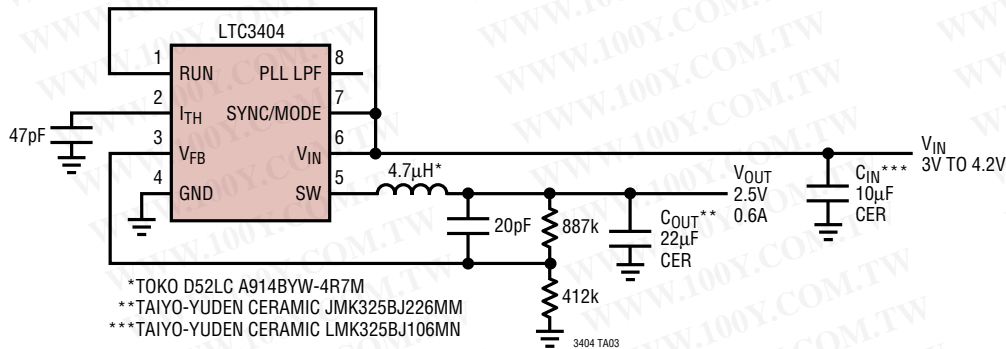 LTC3404
1 RUN
PLL LPF 8
2 ITH
SYNC/MODE 7
3 VFB
VIN 6
4 GND
SW 5
47pF
4.7µH*
20pF
887k
412k
COUT**
22µF
CER
VOUT
2.5V
0.6A
CIN***
10µF
CER
VIN
3V TO 4.2V
*TOKO D52LC A914BYW-4R7M
**TAIYO-YUDEN CERAMIC JMK325BJ226MM
***TAIYO-YUDEN CERAMIC LMK325BJ106MN
3404 TA03
WWW.100Y.COM.TW